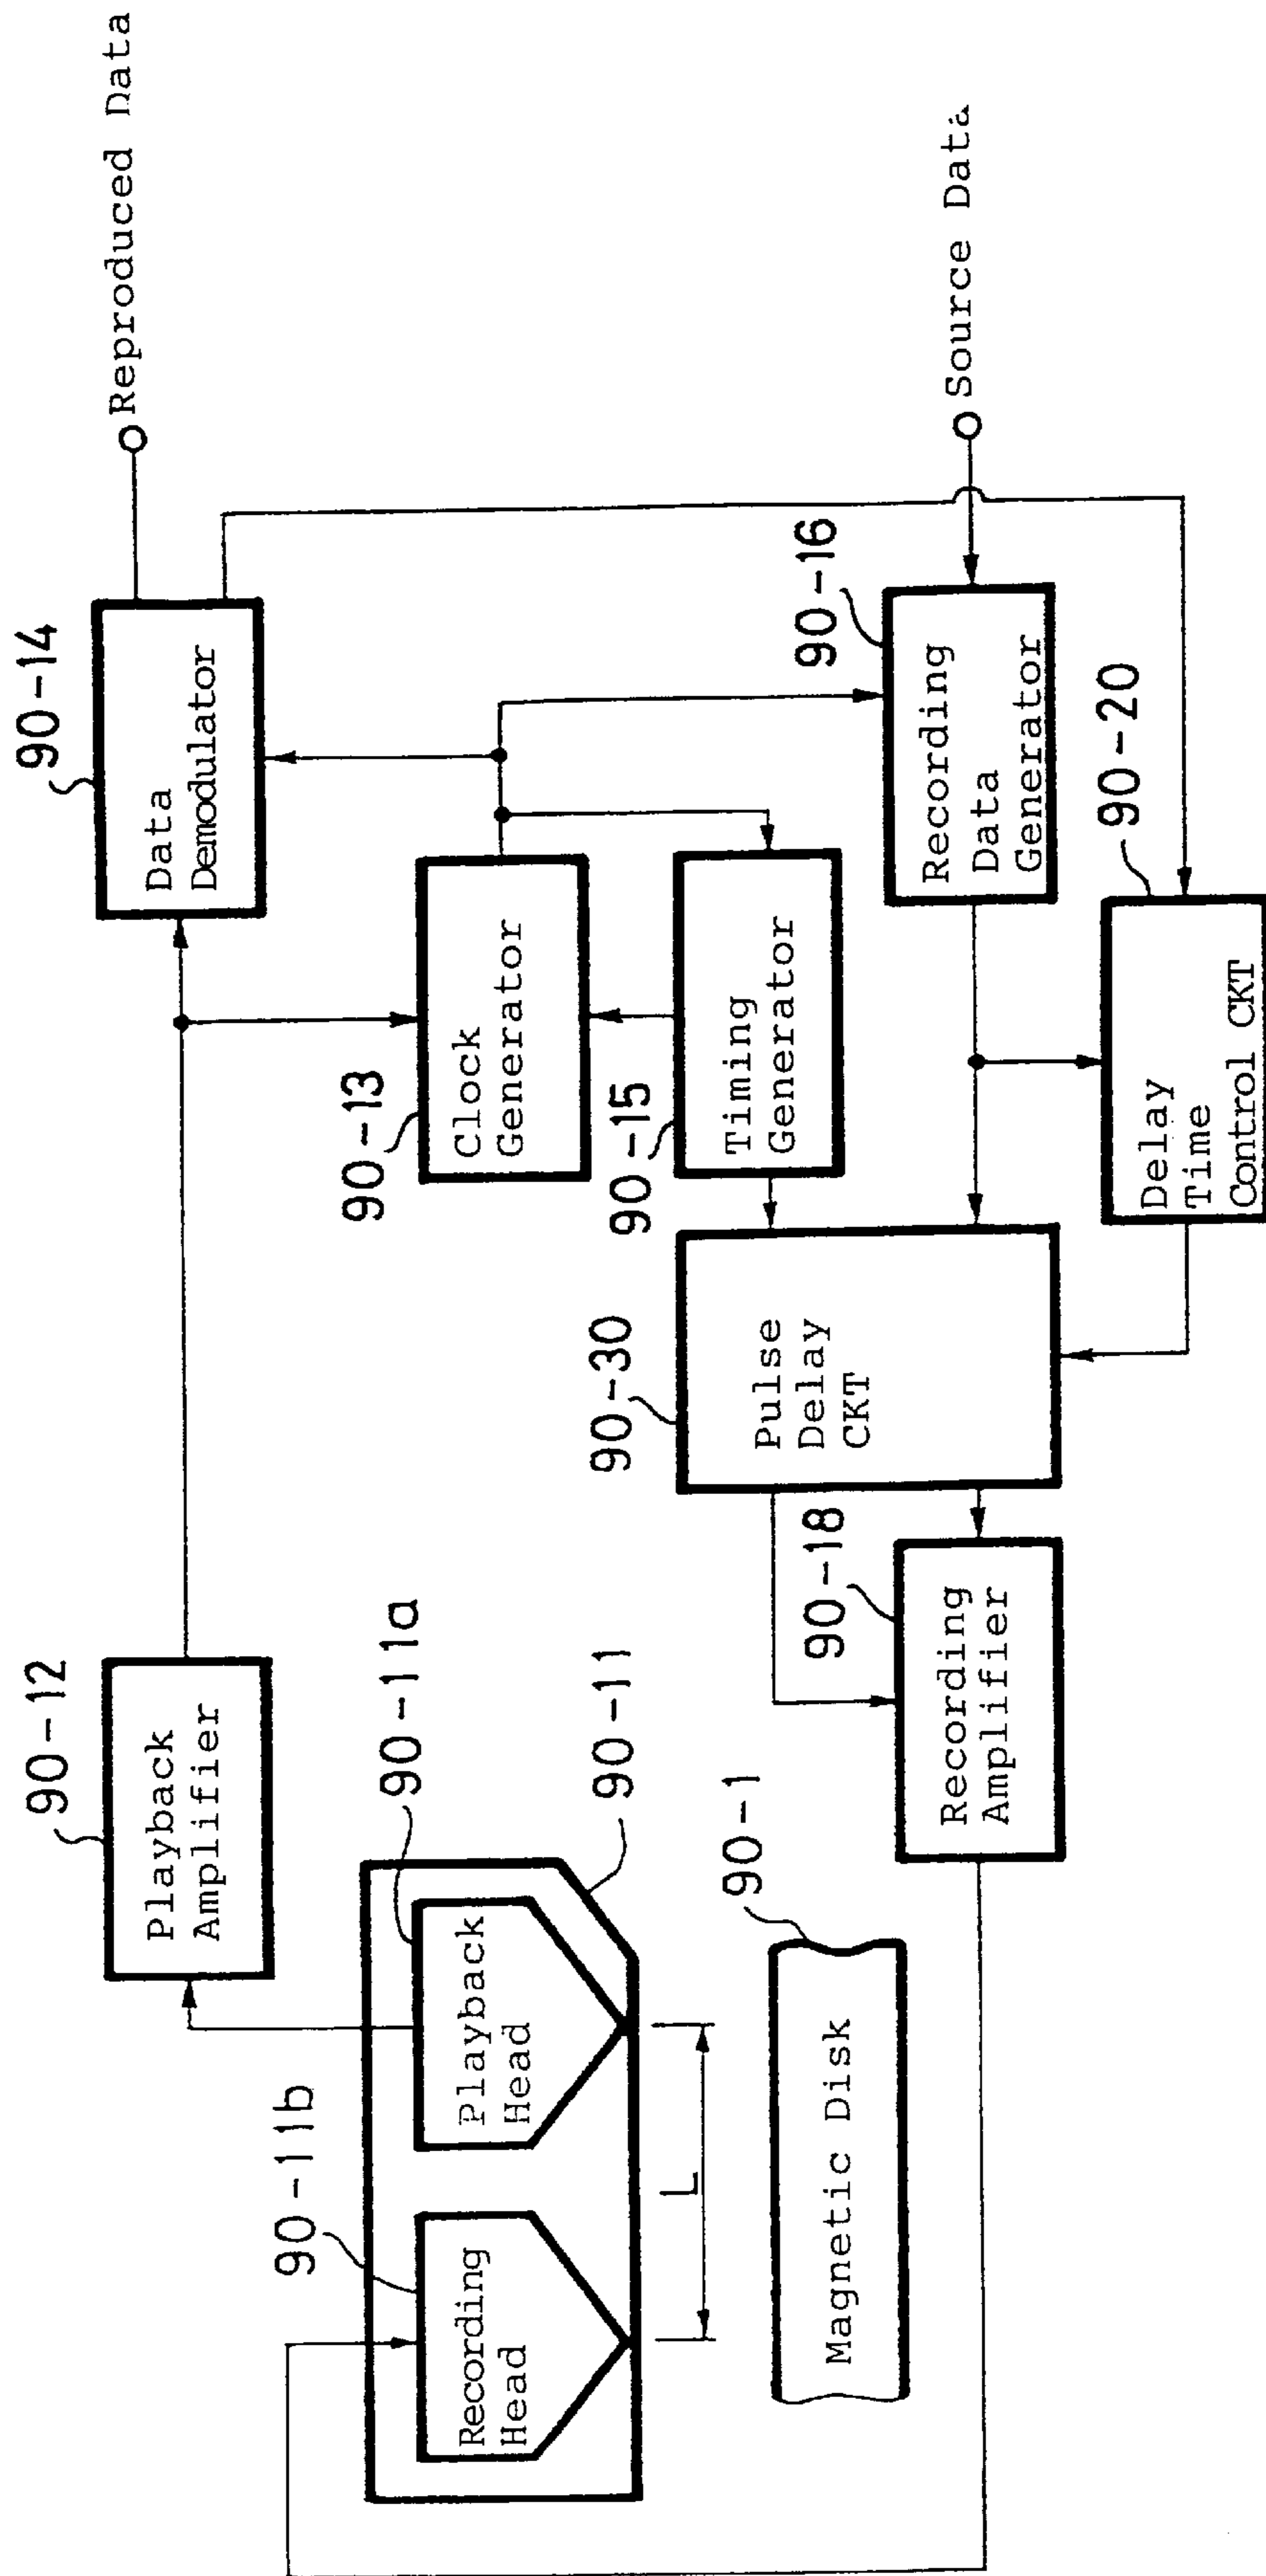 90-12
Playback
Amplifier
90-14
Data
Demodulator
Reproduced Data
90-11b
Recording
Head
90-11a
Playback
Head
90-11
L
90-13
Clock
Generator
90-15
Timing
Generator
90-1
Magnetic Disk
90-30
Pulse
Delay
CKT
90-18
Recording
Amplifier
90-16
Recording
Data
Generator
Source Data
90-20
Delay
Time
Control CKT